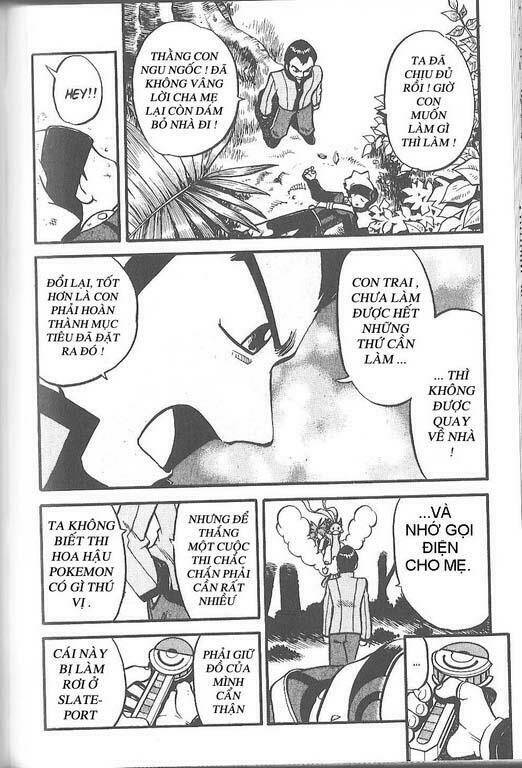 TA ĐÃ
CHỊU ĐỦ
RỒI ! GIỜ
CON
MUỐN
LÀM GÌ
THÌ LÀM !
THẰNG CON
NGU NGỐC ! ĐÃ
KHÔNG VÂNG
LỜI CHA MẸ
LẠI CÒN DÁM
BỎ NHÀ ĐI !
HEY!!
CON TRAI ,
CHƯA LÀM
ĐƯỢC HẾT
NHỮNG
THỨ CẦN
LÀM ...
... THÌ
KHÔNG
ĐƯỢC
QUAY
VỀ NHÀ
!
ĐỔI LẠI, TỐT
HƠN LÀ CON
PHẢI HOÀN
THÀNH MỤC
TIÊU ĐÃ ĐẶT
RA ĐÓ !
...VÀ
NHỚ GỌI
ĐIỆN
CHO MẸ.
NHƯNG ĐỂ
THẮNG
MỘT CUỘC
THI CHẮC
CHẮN PHẢI
CẦN RẤT
NHIỀU
TA KHÔNG
BIẾT THI
HOA HẬU
POKEMON
CÓ GÌ THÚ
VỊ .
...
PHẢI GIỮ
ĐỒ CỦA
MÌNH
CẨN
THẬN
CÁI NÀY
BỊ LÀM
RƠI Ở
SLATE-
PORT